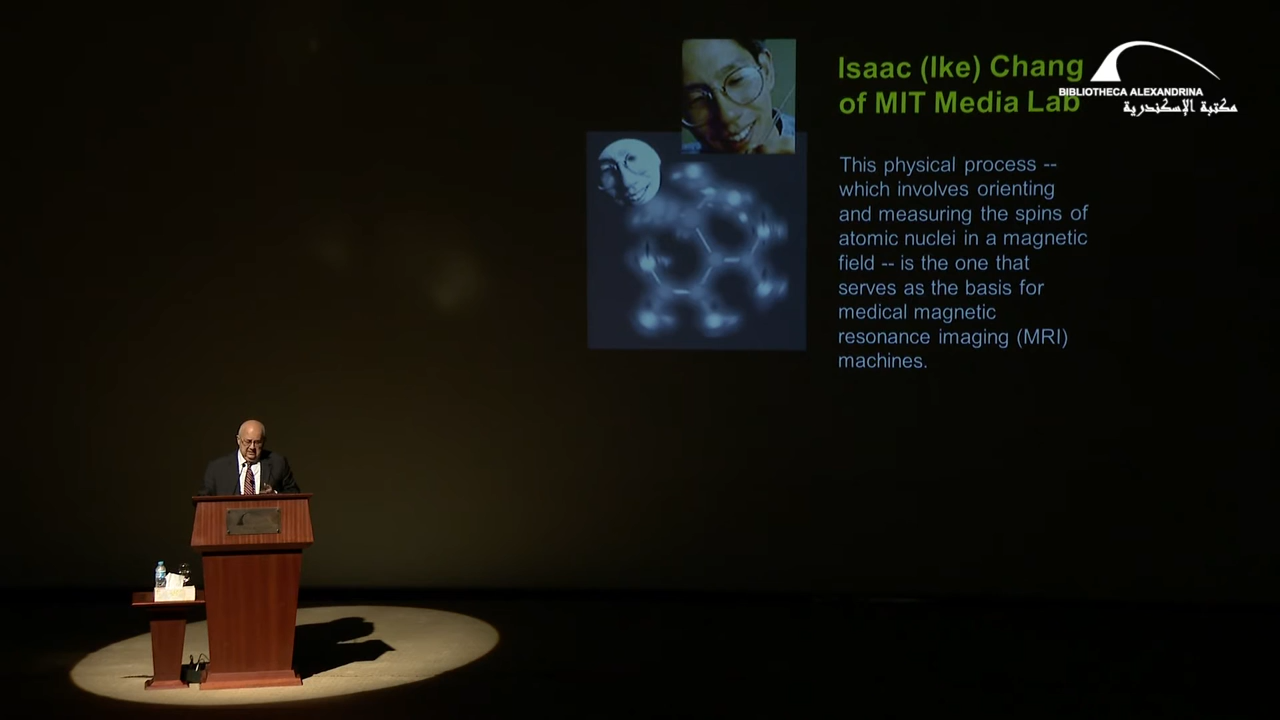 Isaac (Ike) Chang
of MIT Media Lab
BIBLIOTHECA ALEXANDRINA
مكتبة الإسكندرية
This physical process --
which involves orienting
and measuring the spins of
atomic nuclei in a magnetic
field -- is the one that
serves as the basis for
medical magnetic
resonance imaging (MRI)
machines.